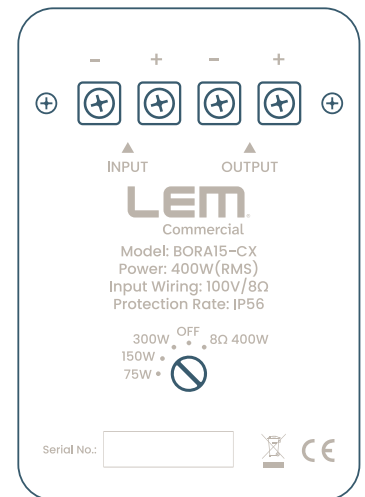 - + - +
INPUT OUTPUT
LEM
Commercial
Model: BORA15-CX
Power: 400W(RMS)
Input Wiring: 100V/8Ω
Protection Rate: IP56
OFF
300W 8Ω 400W
150W
75W
Serial No.:
CE